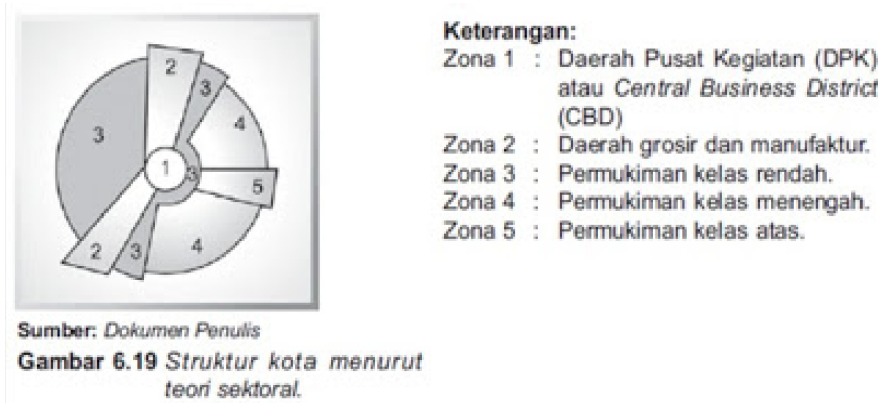 2
3
3
4
1
3
5
2
3
4
Sumber: Dokumen Penulis
Gambar 6.19 Struktur kota menurut
teori sektoral.
Keterangan:
Zona 1 : Daerah Pusat Kegiatan (DPK)
atau Central Business District
(CBD)
Zona 2 : Daerah grosir dan manufaktur.
Zona 3 : Permukiman kelas rendah.
Zona 4 : Permukiman kelas menengah.
Zona 5 : Permukiman kelas atas.